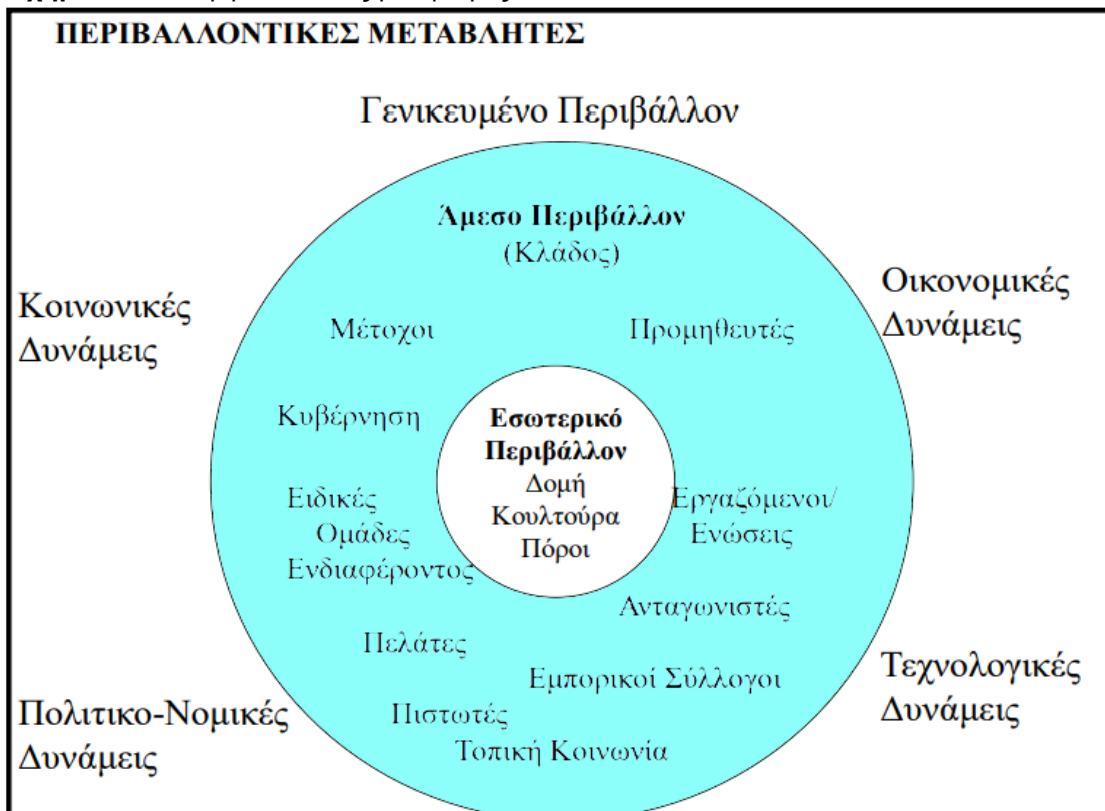 ΠΕΡΙΒΑΛΛΟΝΤΙΚΕΣ ΜΕΤΑΒΛΗΤΕΣ
Γενικευμένο Περιβάλλον
Άμεσο Περιβάλλον
(Κλάδος)
Κοινωνικές
Δυνάμεις
Οικονομικές
Δυνάμεις
Μέτοχοι
Προμηθευτές
Κυβέρνηση
Εσωτερικό
Περιβάλλον
Δομή
Κουλτούρα
Πόροι
Ειδικές
Ομάδες
Ενδιαφέροντος
Εργαζόμενοι/
Ενώσεις
Ανταγωνιστές
Πελάτες
Εμπορικοί Σύλλογοι
Πιστωτές
Τοπική Κοινωνία
Πολιτικο-Νομικές
Δυνάμεις
Τεχνολογικές
Δυνάμεις